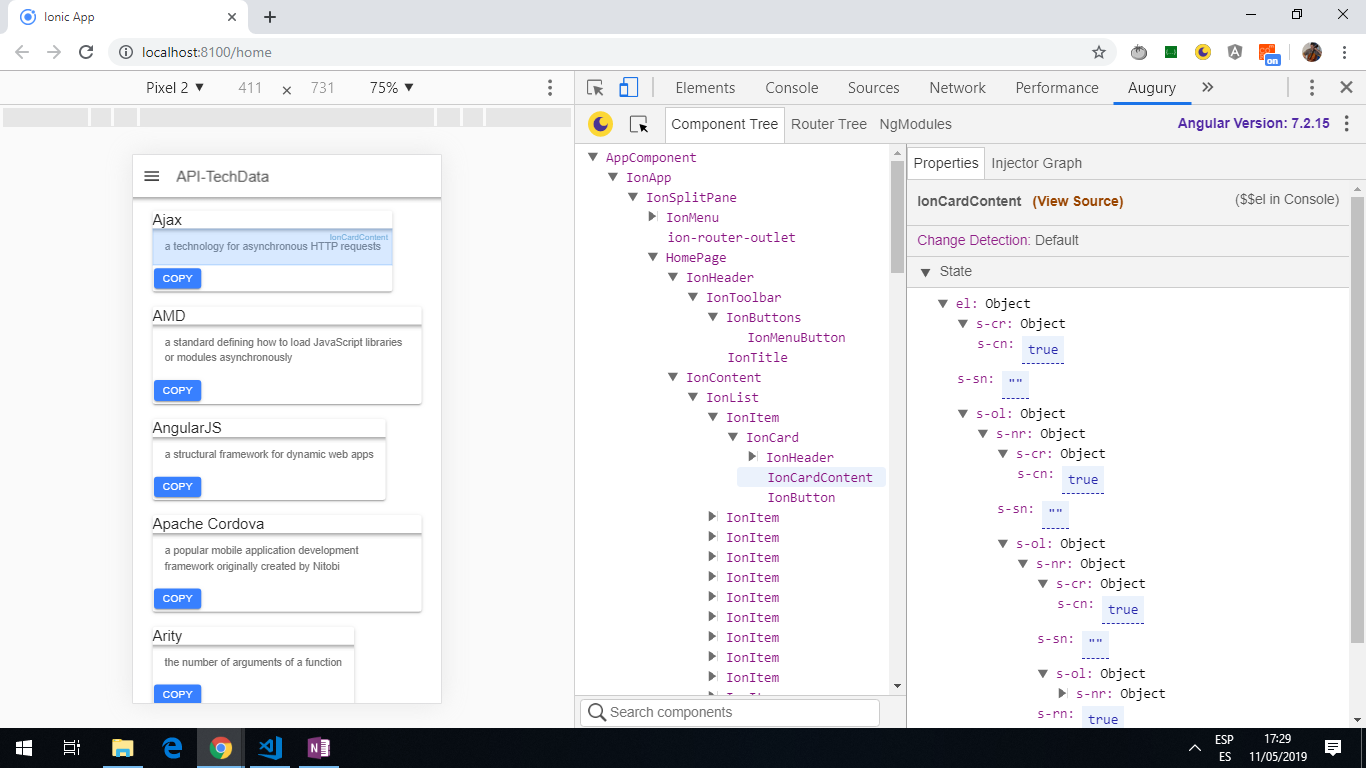 Ionic App
localhost:8100/home
on
Pixel 2 ▼ 411 × 731 75% ▼
Elements Console Sources Network Performance Augury »
Component Tree Router Tree NgModules Angular Version: 7.2.15
API-TechData
Ajax
IonCardContent
a technology for asynchronous HTTP requests
COPY
AMD
a standard defining how to load JavaScript libraries
or modules asynchronously
COPY
AngularJS
a structural framework for dynamic web apps
COPY
Apache Cordova
a popular mobile application development
framework originally created by Nitobi
COPY
Arity
the number of arguments of a function
COPY
AppComponent
IonApp
IonSplitPane
IonMenu
ion-router-outlet
HomePage
IonHeader
IonToolbar
IonButtons
IonMenuButton
IonTitle
IonContent
IonList
IonItem
IonCard
IonHeader
IonCardContent
IonButton
IonItem
IonItem
IonItem
IonItem
IonItem
IonItem
IonItem
IonItem
IonItem
Search components
Properties Injector Graph
IonCardContent (View Source) ($$el in Console)
Change Detection: Default
State
el: Object
s-cr: Object
s-cn: true
s-sn: ""
s-ol: Object
s-nr: Object
s-cr: Object
s-cn: true
s-sn: ""
s-ol: Object
s-nr: Object
s-cr: Object
s-cn: true
s-sn: ""
s-ol: Object
s-nr: Object
s-rn: true
ESP
ES
17:29
11/05/2019